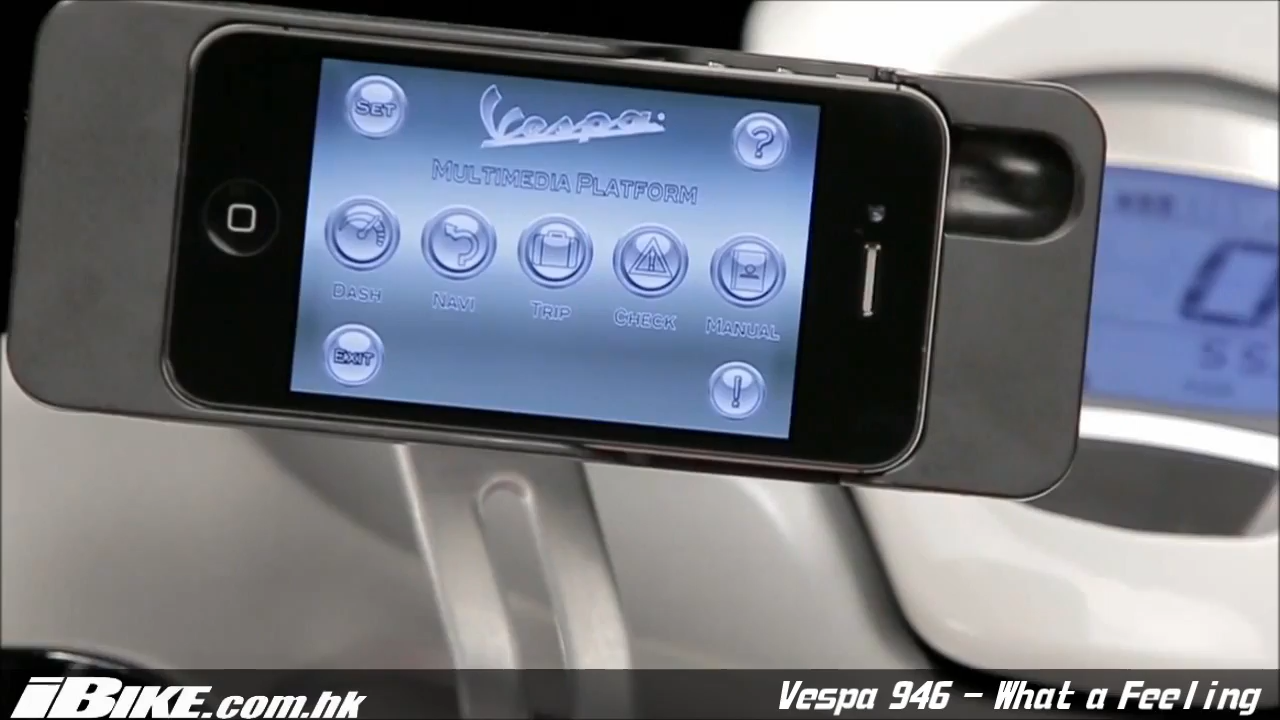 SET
Vespa
?
MULTIMEDIA PLATFORM
DASH NAVI TRIP CHECK MANUAL
EXIT
!
iBIKE.com.hk
Vespa 946 - What a Feeling